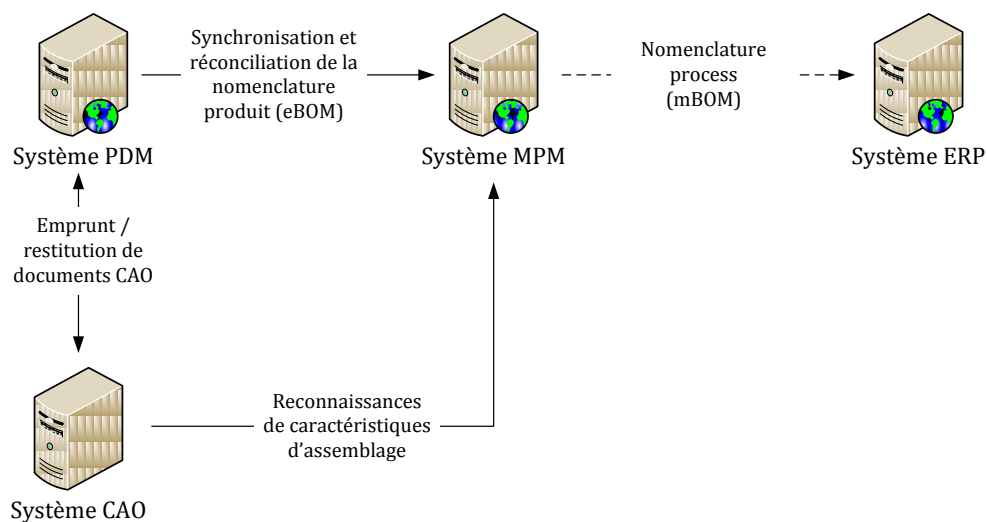 Synchronisation et
réconciliation de la
nomenclature
produit (eBOM)
Nomenclature
process
(mBOM)
Système PDM
Système MPM
Système ERP
Emprunt /
restitution de
documents CAO
Reconnaissances
de caractéristiques
d'assemblage
Système CAO